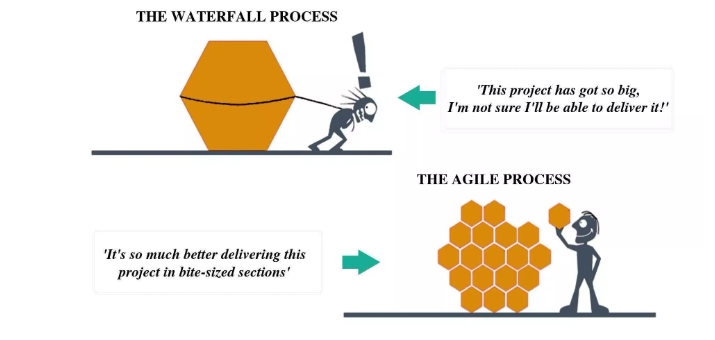 THE WATERFALL PROCESS
'This project has got so big,
I'm not sure I'll be able to deliver it!'
THE AGILE PROCESS
'It's so much better delivering this
project in bite-sized sections'